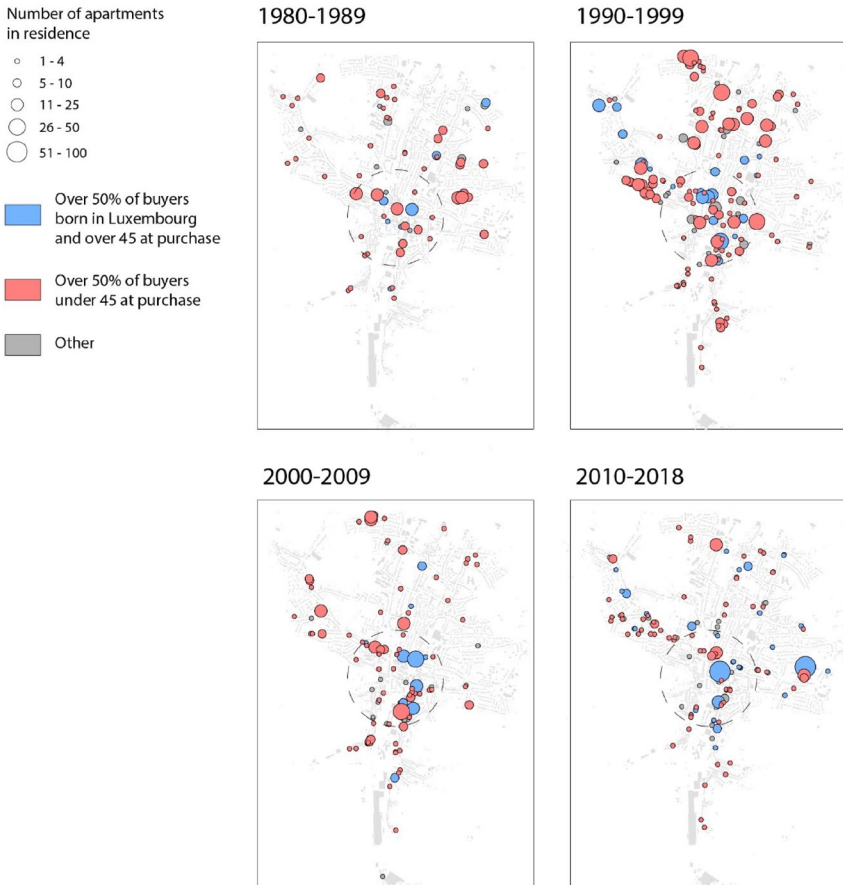 Number of apartments
in residence
1 - 4
5 - 10
11 - 25
26 - 50
51 - 100
Over 50% of buyers
born in Luxembourg
and over 45 at purchase
Over 50% of buyers
under 45 at purchase
Other
1980-1989
1990-1999
2000-2009
2010-2018